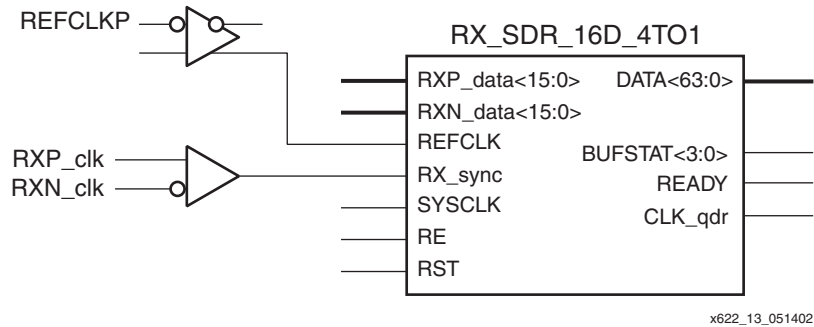 REFCLKP
RX_SDR_16D_4TO1
RXP_data<15:0> DATA<63:0>
RXN_data<15:0>
REFCLK
BUFSTAT<3:0>
RXP_clk
RX_sync
READY
RXN_clk
SYSCLK
CLK_qdr
RE
RST
x622_13_051402